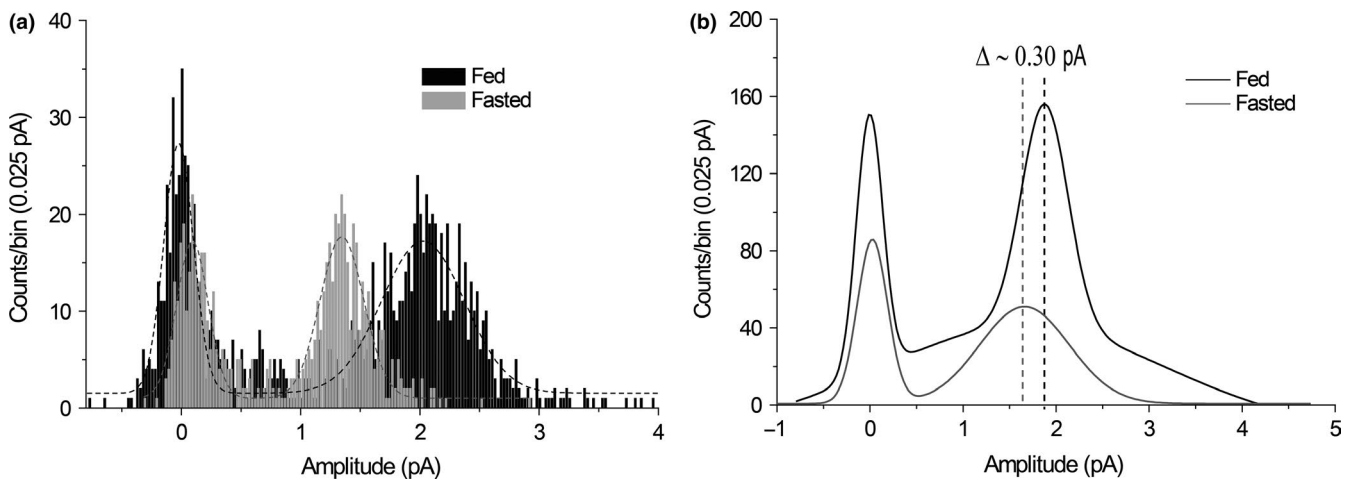 (a)
40
30
20
10
0
Counts/bin (0.025 pA)
Fed
Fasted
0
1
2
3
4
Amplitude (pA)
(b)
200
160
120
80
40
0
Counts/bin (0.025 pA)
Δ ~ 0.30 pA
Fed
Fasted
–1
0
1
2
3
4
5
Amplitude (pA)